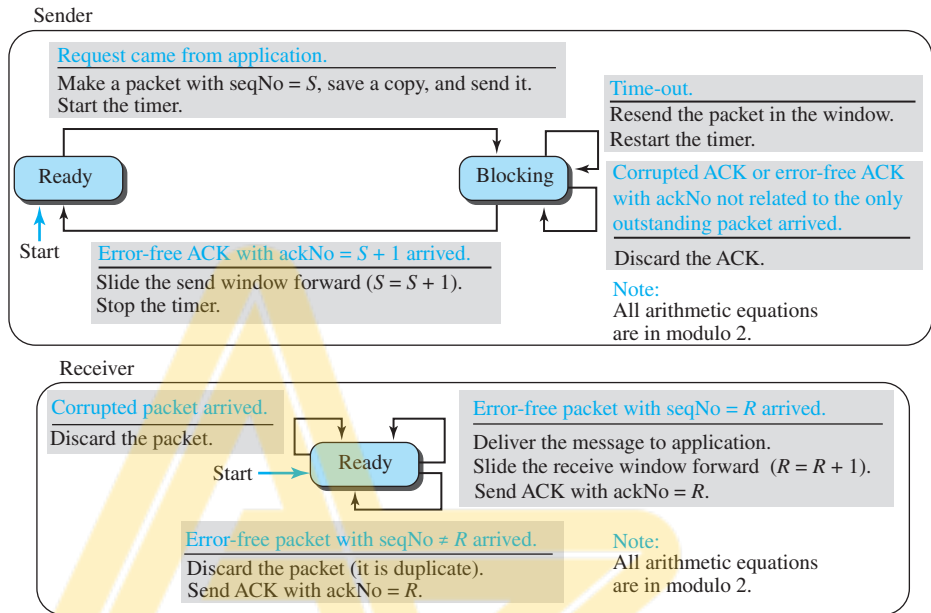 Sender
Request came from application.
Make a packet with seqNo = S, save a copy, and send it.
Start the timer.
Time-out.
Resend the packet in the window.
Restart the timer.
Ready
Blocking
Corrupted ACK or error-free ACK
with ackNo not related to the only
outstanding packet arrived.
Discard the ACK.
Start
Error-free ACK with ackNo = S + 1 arrived.
Slide the send window forward (S = S + 1).
Stop the timer.
Note:
All arithmetic equations
are in modulo 2.
Receiver
Corrupted packet arrived.
Discard the packet.
Start
Ready
Error-free packet with seqNo = R arrived.
Deliver the message to application.
Slide the receive window forward (R = R + 1).
Send ACK with ackNo = R.
Error-free packet with seqNo ≠ R arrived.
Discard the packet (it is duplicate).
Send ACK with ackNo = R.
Note:
All arithmetic equations
are in modulo 2.